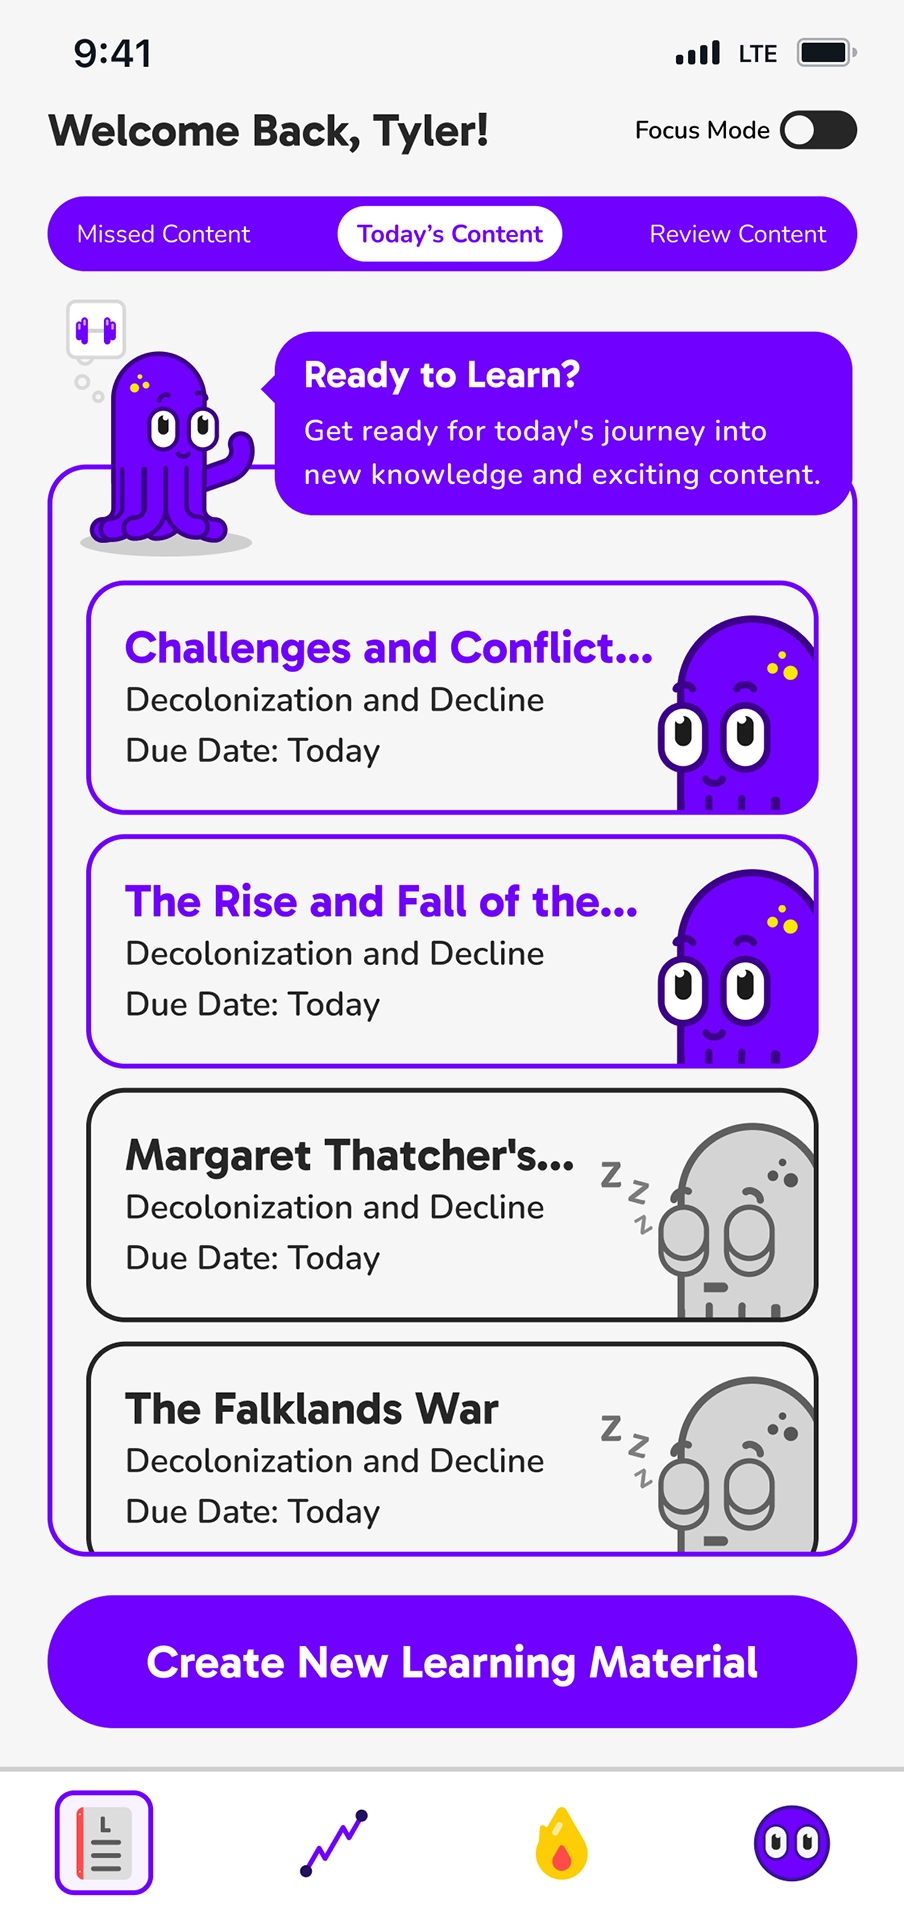 9:41
LTE
Welcome Back, Tyler!
Focus Mode
Missed Content
Today’s Content
Review Content
Ready to Learn?
Get ready for today's journey into
new knowledge and exciting content.
Challenges and Conflict...
Decolonization and Decline
Due Date: Today
The Rise and Fall of the...
Decolonization and Decline
Due Date: Today
Margaret Thatcher's...
Decolonization and Decline
Due Date: Today
z
z
z
The Falklands War
Decolonization and Decline
Due Date: Today
z
z
z
Create New Learning Material
L